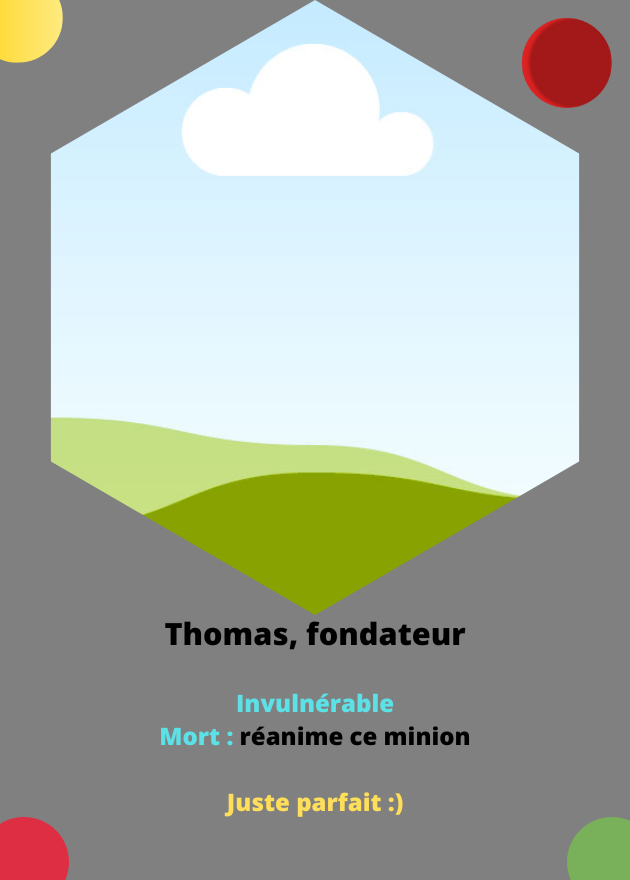 Thomas, fondateur
Invulnérable
Mort : réanime ce minion
Juste parfait :)